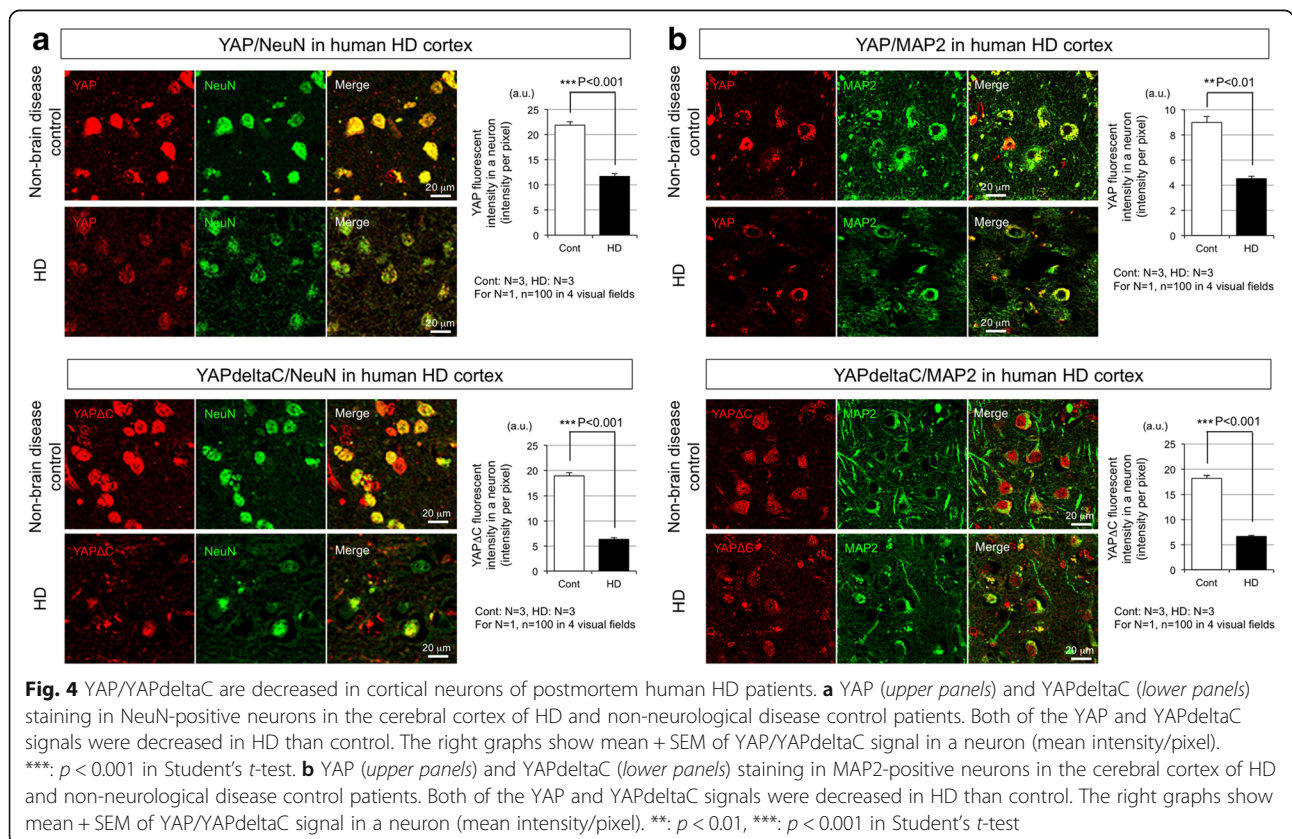 a
YAP/NeuN in human HD cortex
Non-brain disease
control
YAP
NeuN
Merge
20 μm
HD
YAP
NeuN
Merge
20 μm
***P<0.001
(a.u.)
YAP fluorescent
intensity in a neuron
(intensity per pixel)
25
20
15
10
5
0
Cont
HD
Cont: N=3, HD: N=3
For N=1, n=100 in 4 visual fields
YAPdeltaC/NeuN in human HD cortex
Non-brain disease
control
YAPΔC
NeuN
Merge
20 μm
HD
YAPΔC
NeuN
Merge
20 μm
***P<0.001
(a.u.)
YAPΔC fluorescent
intensity in a neuron
(intensity per pixel)
25
20
15
10
5
0
Cont
HD
Cont: N=3, HD: N=3
For N=1, n=100 in 4 visual fields
b
YAP/MAP2 in human HD cortex
Non-brain disease
control
YAP
MAP2
Merge
20 μm
HD
YAP
MAP2
Merge
20 μm
**P<0.01
(a.u.)
YAP fluorescent
intensity in a neuron
(intensity per pixel)
10
8
6
4
2
0
Cont
HD
Cont: N=3, HD: N=3
For N=1, n=100 in 4 visual fields
YAPdeltaC/MAP2 in human HD cortex
Non-brain disease
control
YAPΔC
MAP2
Merge
20 μm
HD
YAPΔC
MAP2
Merge
20 μm
***P<0.001
(a.u.)
YAPΔC fluorescent
intensity in a neuron
(intensity per pixel)
25
20
15
10
5
0
Cont
HD
Cont: N=3, HD: N=3
For N=1, n=100 in 4 visual fields
Fig. 4 YAP/YAPdeltaC are decreased in cortical neurons of postmortem human HD patients. a YAP (upper panels) and YAPdeltaC (lower panels)
staining in NeuN-positive neurons in the cerebral cortex of HD and non-neurological disease control patients. Both of the YAP and YAPdeltaC
signals were decreased in HD than control. The right graphs show mean + SEM of YAP/YAPdeltaC signal in a neuron (mean intensity/pixel).
***: p < 0.001 in Student's t-test. b YAP (upper panels) and YAPdeltaC (lower panels) staining in MAP2-positive neurons in the cerebral cortex of HD
and non-neurological disease control patients. Both of the YAP and YAPdeltaC signals were decreased in HD than control. The right graphs show
mean + SEM of YAP/YAPdeltaC signal in a neuron (mean intensity/pixel). **: p < 0.01, ***: p < 0.001 in Student's t-test